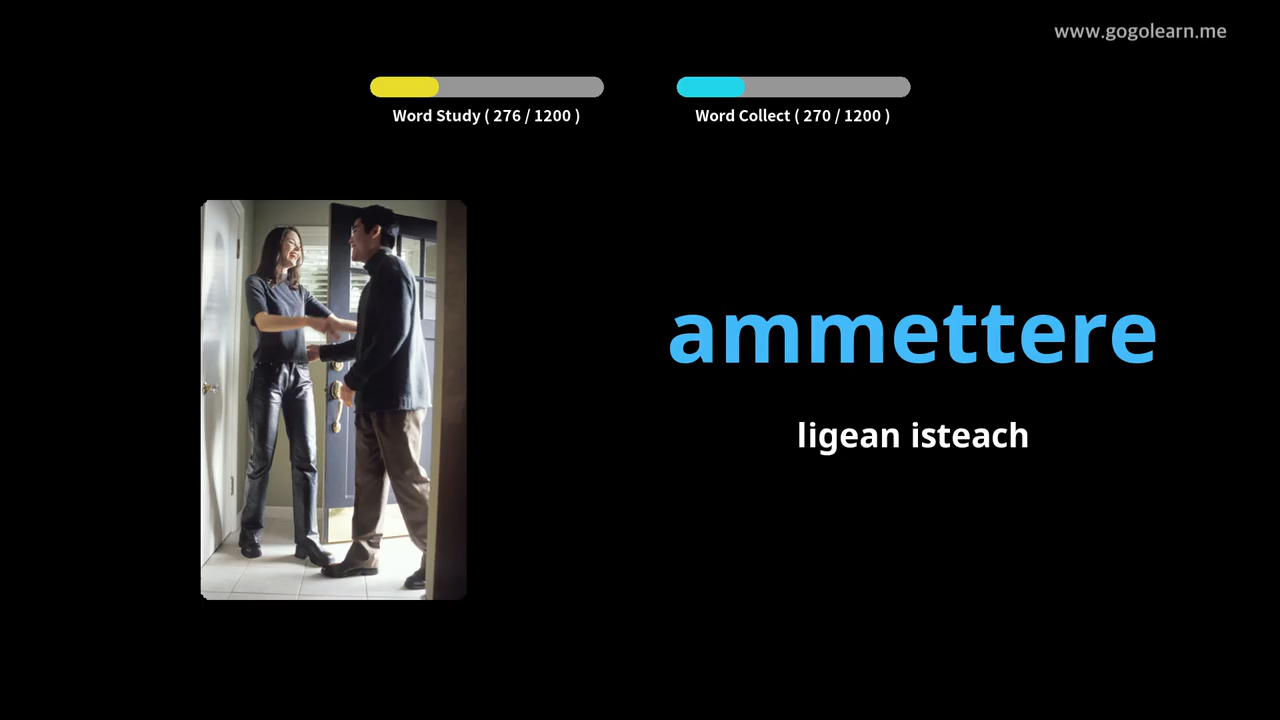 www.gogolearn.me
Word Study ( 276 / 1200 )
Word Collect ( 270 / 1200 )
ammettere
ligean isteach